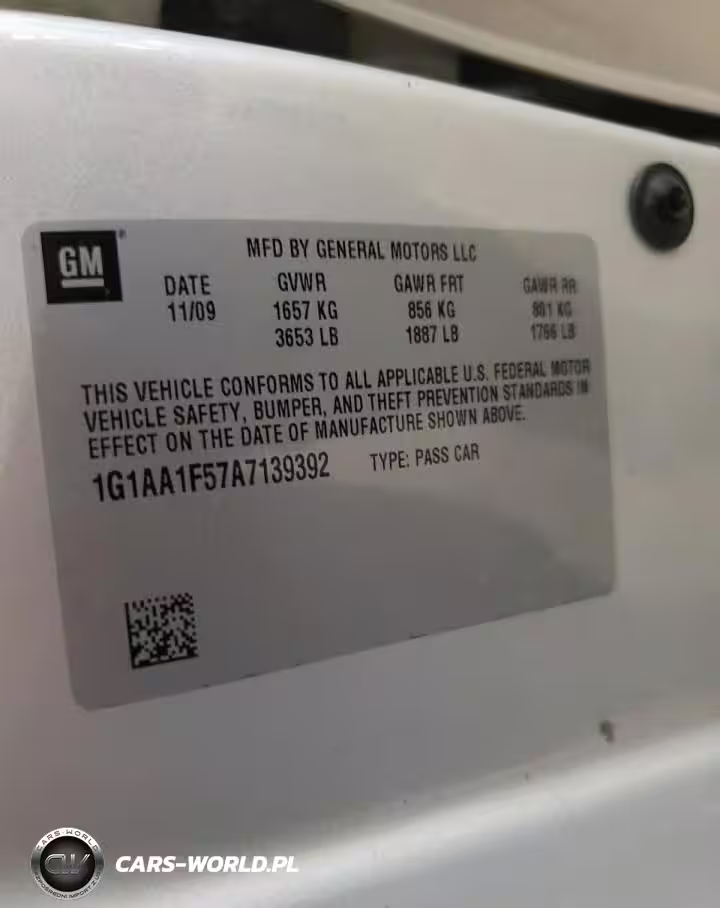 GM
MFD BY GENERAL MOTORS LLC
DATE GVWR GAWR FRT GAWR RR
11/09 1657 KG 856 KG 801 KG
3653 LB 1887 LB 1766 LB
THIS VEHICLE CONFORMS TO ALL APPLICABLE U.S. FEDERAL MOTOR
VEHICLE SAFETY, BUMPER, AND THEFT PREVENTION STANDARDS IN
EFFECT ON THE DATE OF MANUFACTURE SHOWN ABOVE.
1G1AA1F57A7139392 TYPE: PASS CAR
CARS-WORLD
CW
CARS-WORLD.PL